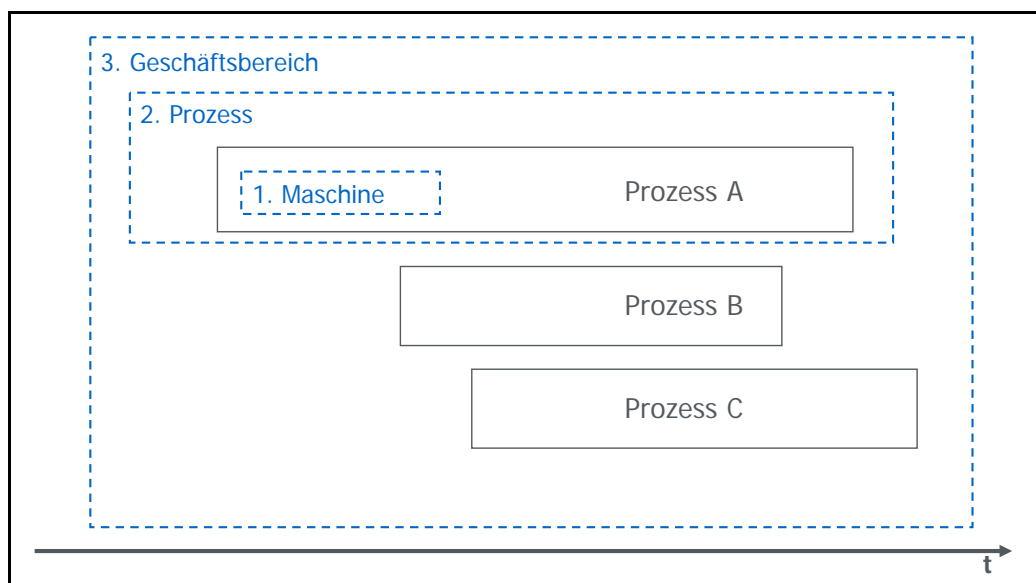 3. Geschäftsbereich
2. Prozess
1. Maschine
Prozess A
Prozess B
Prozess C
t